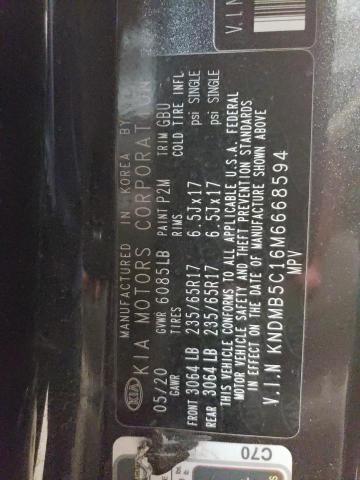 MANUFACTURED IN KOREA BY
KIA KIA MOTORS CORPORATION
05/20 GVWR 6085LB PAINT P2M TRIM GBU
GAWR TIRES RIMS COLD TIRE INFL
FRONT 3064 LB 235/65R17 6.5Jx17 psi SINGLE
REAR 3064 LB 235/65R17 6.5Jx17 psi SINGLE
THIS VEHICLE CONFORMS TO ALL APPLICABLE U.S.A. FEDERAL
MOTOR VEHICLE SAFETY AND THEFT PREVENTION STANDARDS
IN EFFECT ON THE DATE OF MANUFACTURE SHOWN ABOVE
V.I.N KNDMB5C16M6668594
MPV
V.I.N
C70